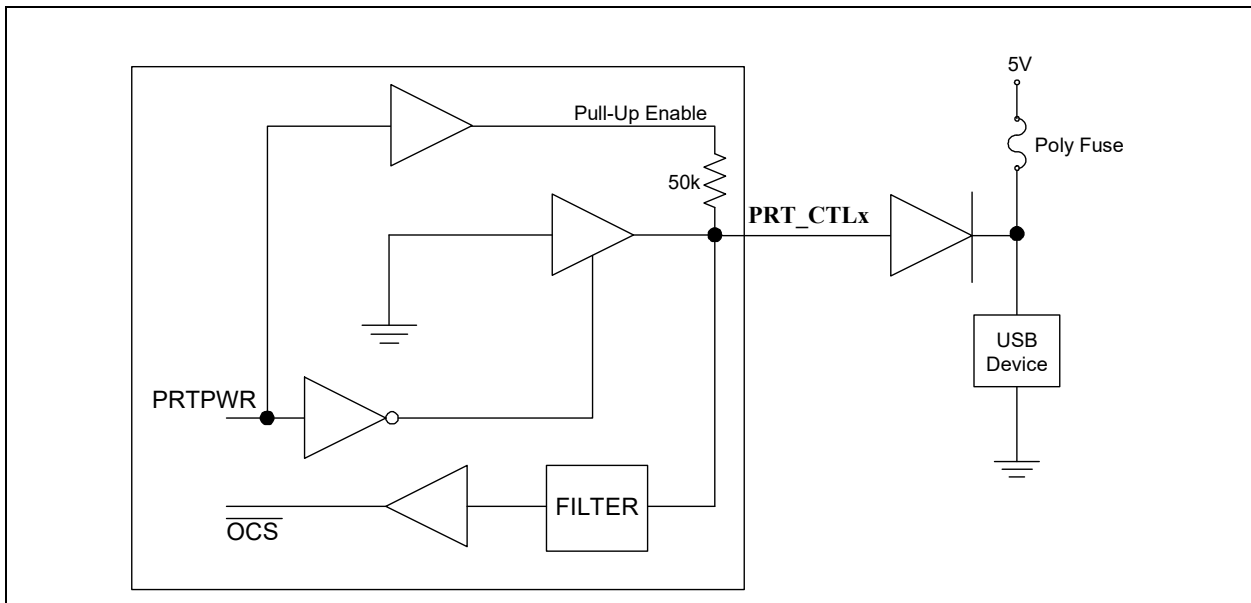 5V
Pull-Up Enable
Poly Fuse
50k
PRT_CTLx
USB
Device
PRTPWR
FILTER
OCS